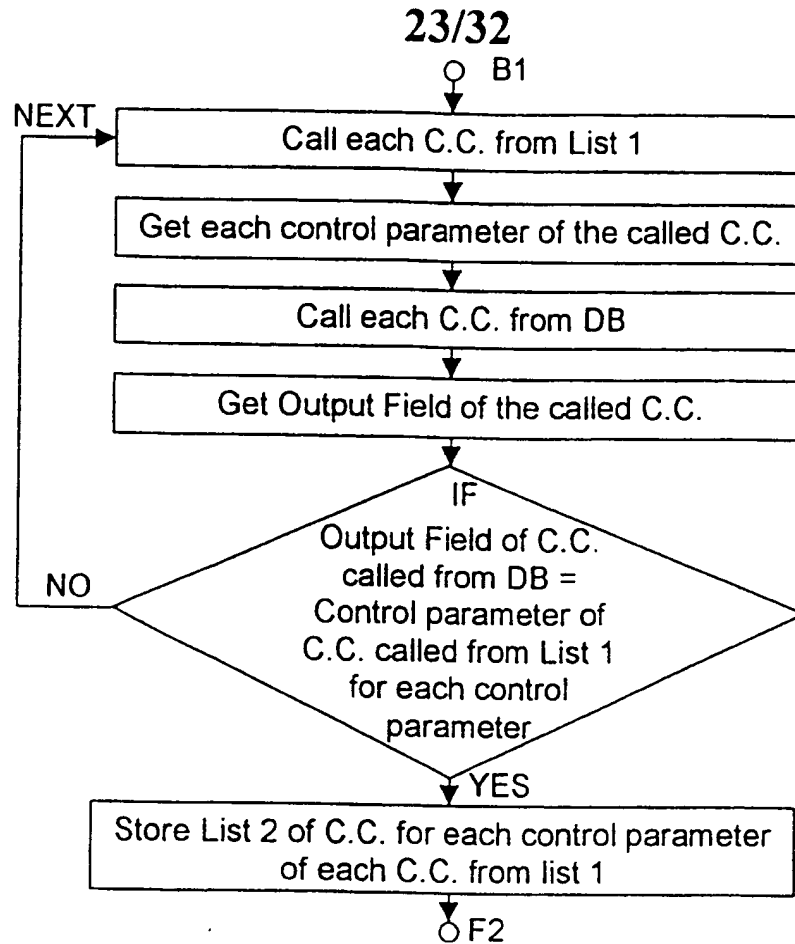 23/32
B1
NEXT
Call each C.C. from List 1
Get each control parameter of the called C.C.
Call each C.C. from DB
Get Output Field of the called C.C.
IF
Output Field of C.C.
called from DB =
Control parameter of
C.C. called from List 1
for each control
parameter
NO
YES
Store List 2 of C.C. for each control parameter
of each C.C. from list 1
F2